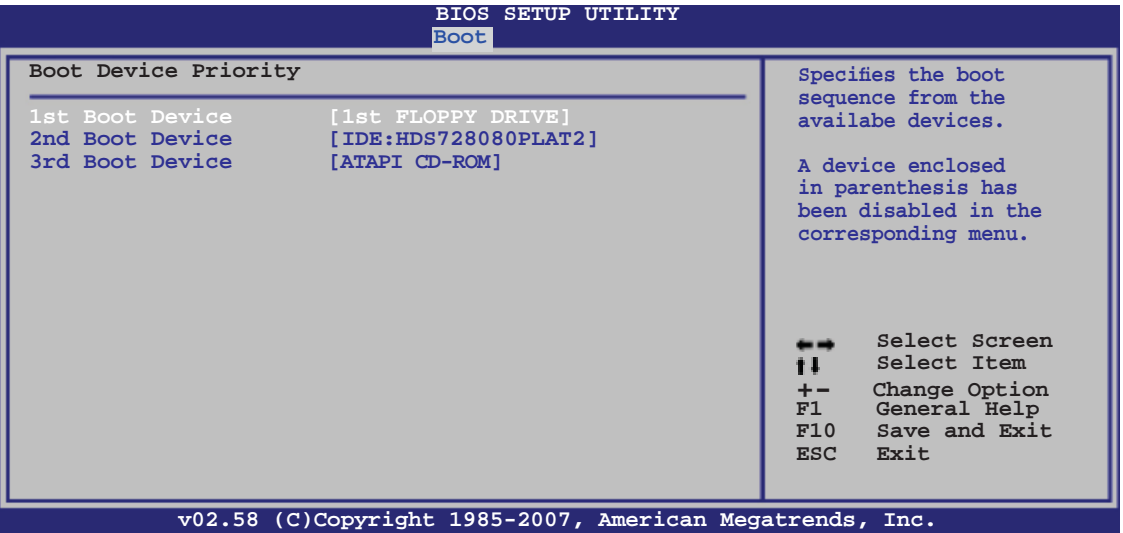 BIOS SETUP UTILITY
Boot
Boot Device Priority
1st Boot Device [1st FLOPPY DRIVE]
2nd Boot Device [IDE:HDS728080PLAT2]
3rd Boot Device [ATAPI CD-ROM]
Specifies the boot
sequence from the
availabe devices.
A device enclosed
in parenthesis has
been disabled in the
corresponding menu.
←→ Select Screen
↑↓ Select Item
+- Change Option
F1 General Help
F10 Save and Exit
ESC Exit
v02.58 (C)Copyright 1985-2007, American Megatrends, Inc.